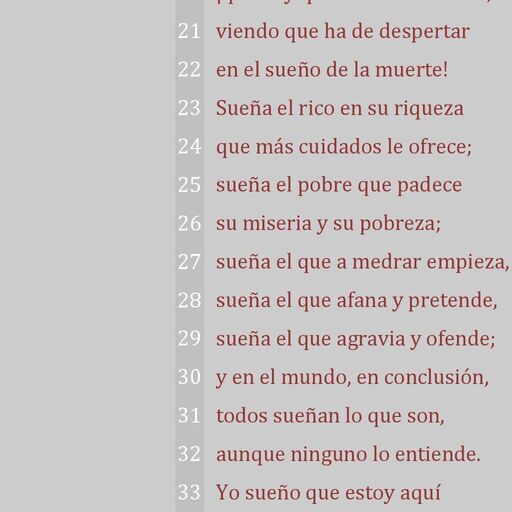 21 viendo que ha de despertar
22 en el sueño de la muerte!
23 Sueña el rico en su riqueza
24 que más cuidados le ofrece;
25 sueña el pobre que padece
26 su miseria y su pobreza;
27 sueña el que a medrar empieza,
28 sueña el que afana y pretende,
29 sueña el que agravia y ofende;
30 y en el mundo, en conclusión,
31 todos sueñan lo que son,
32 aunque ninguno lo entiende.
33 Yo sueño que estoy aquí